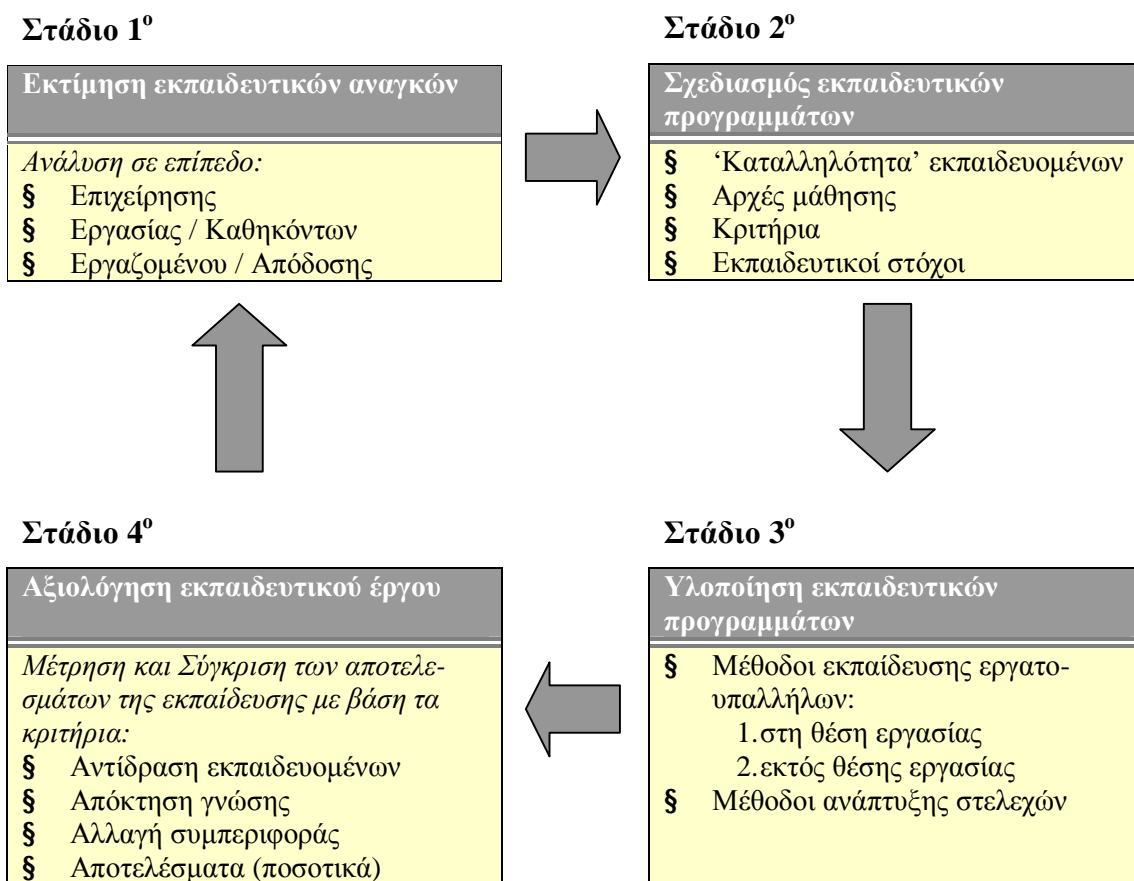 Στάδιο 1ο
Εκτίμηση εκπαιδευτικών αναγκών
Ανάλυση σε επίπεδο:
§ Επιχείρησης
§ Εργασίας / Καθηκόντων
§ Εργαζομένου / Απόδοσης
Στάδιο 2ο
Σχεδιασμός εκπαιδευτικών
προγραμμάτων
§ ‘Καταλληλότητα’ εκπαιδευομένων
§ Αρχές μάθησης
§ Κριτήρια
§ Εκπαιδευτικοί στόχοι
Στάδιο 3ο
Υλοποίηση εκπαιδευτικών
προγραμμάτων
§ Μέθοδοι εκπαίδευσης εργατο-
υπαλλήλων:
1.στη θέση εργασίας
2.εκτός θέσης εργασίας
§ Μέθοδοι ανάπτυξης στελεχών
Στάδιο 4ο
Αξιολόγηση εκπαιδευτικού έργου
Μέτρηση και Σύγκριση των αποτελε-
σμάτων της εκπαίδευσης με βάση τα
κριτήρια:
§ Αντίδραση εκπαιδευομένων
§ Απόκτηση γνώσης
§ Αλλαγή συμπεριφοράς
§ Αποτελέσματα (ποσοτικά)